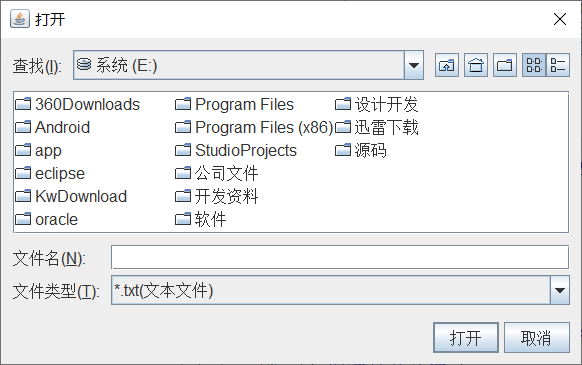 打开
查找(I): 系统 (E:)
360Downloads Program Files 设计开发
Android Program Files (x86) 迅雷下载
app StudioProjects 源码
eclipse 公司文件
KwDownload 开发资料
oracle 软件
文件名(N):
文件类型(T): *.txt(文本文件)
打开 取消